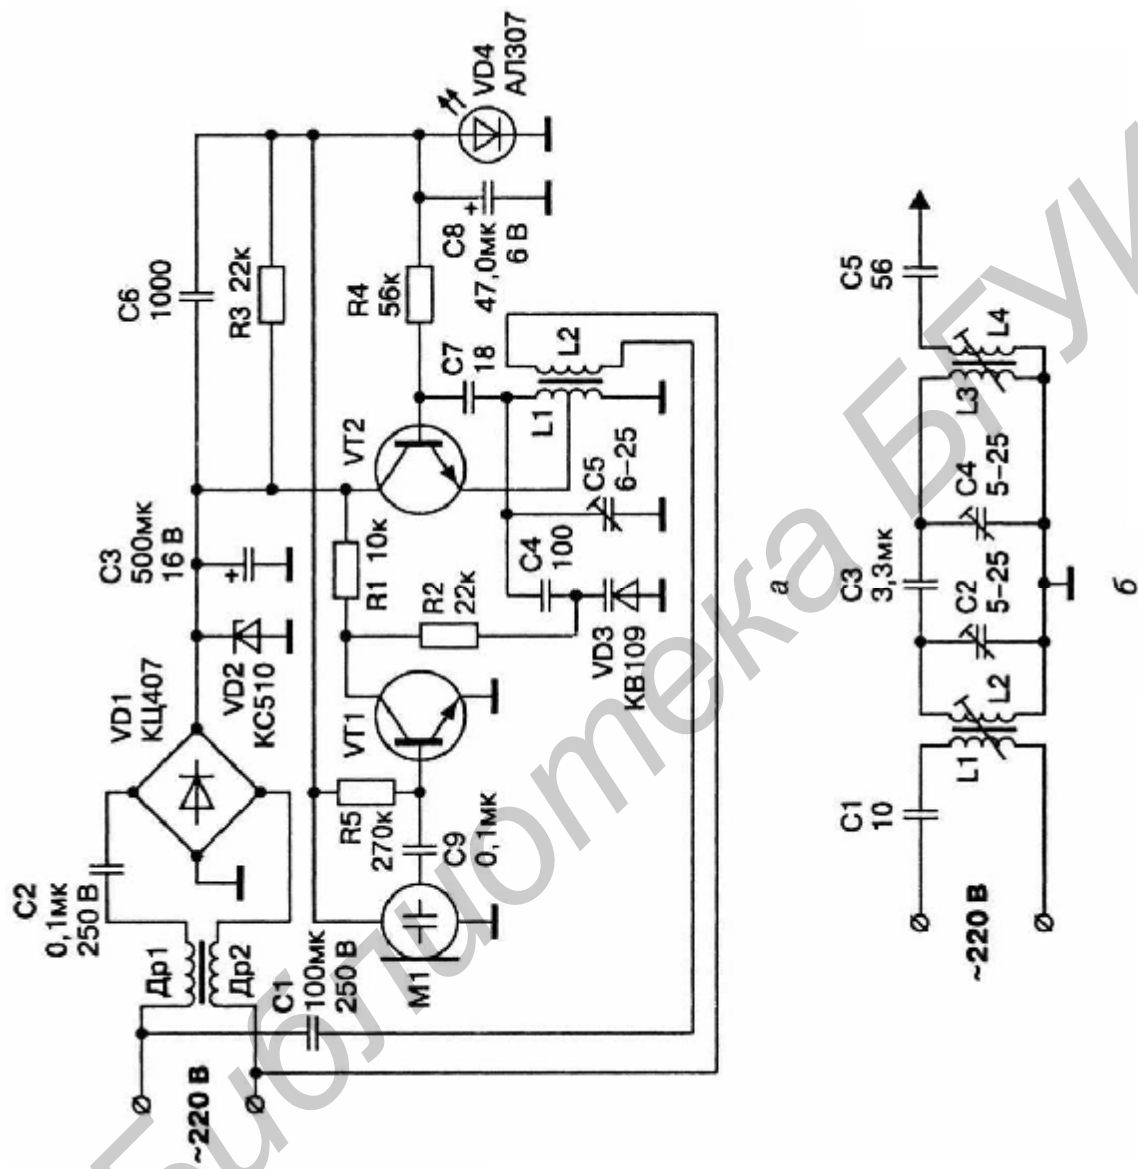 ~220 В
Др1
Др2
C1
100мк
250 В
C2
0,1мк
250 В
VD1
КЦ407
VD2
КС510
C3
500мк
16 В
C6
1000
R3 22к
VD4
АЛ307
M1
C9
0,1мк
R5
270к
VT1
R1 10к
R2
22к
VT2
R4
56к
C8
47,0мк
6 В
+
+
C7
18
C4
100
C5
6–25
VD3
КВ109
L1
L2
а
~220 В
C1
10
L1
L2
C2
5–25
C3
3,3мк
C4
5–25
L3
L4
C5
56
б
Библиотека БГУИ